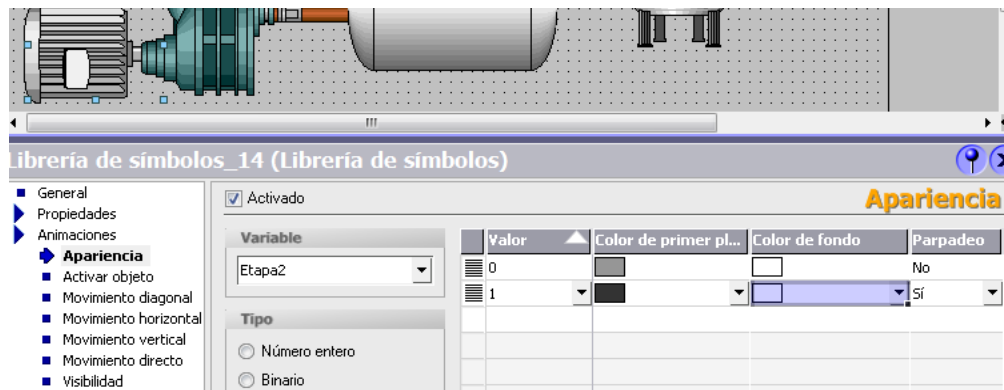 Librería de símbolos_14 (Librería de símbolos)
General
Propiedades
Animaciones
Apariencia
Activar objeto
Movimiento diagonal
Movimiento horizontal
Movimiento vertical
Movimiento directo
Visibilidad
Activado
Apariencia
Variable
Etapa2
Tipo
Número entero
Binario
Valor Color de primer pl... Color de fondo Parpadeo
0 No
1 Sí